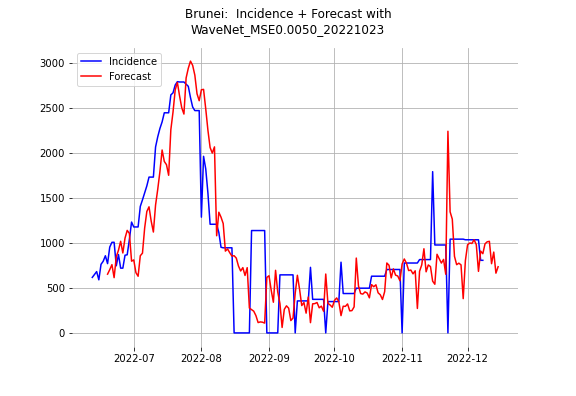 Brunei:  Incidence + Forecast with
WaveNet_MSE0.0050_20221023
Incidence
Forecast
3000
2500
2000
1500
1000
500
0
2022-07 2022-08 2022-09 2022-10 2022-11 2022-12